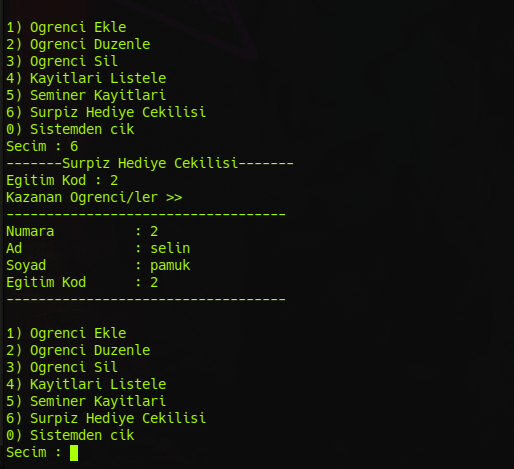 1) Ogrenci Ekle
2) Ogrenci Duzenle
3) Ogrenci Sil
4) Kayitlari Listele
5) Seminer Kayitlari
6) Surpiz Hediye Cekilisi
0) Sistemden cik
Secim : 6
-------Surpiz Hediye Cekilisi-------
Egitim Kod : 2
Kazanan Ogrenci/ler >>
-----------------------------------
Numara          : 2
Ad              : selin
Soyad           : pamuk
Egitim Kod      : 2
-----------------------------------
1) Ogrenci Ekle
2) Ogrenci Duzenle
3) Ogrenci Sil
4) Kayitlari Listele
5) Seminer Kayitlari
6) Surpiz Hediye Cekilisi
0) Sistemden cik
Secim :